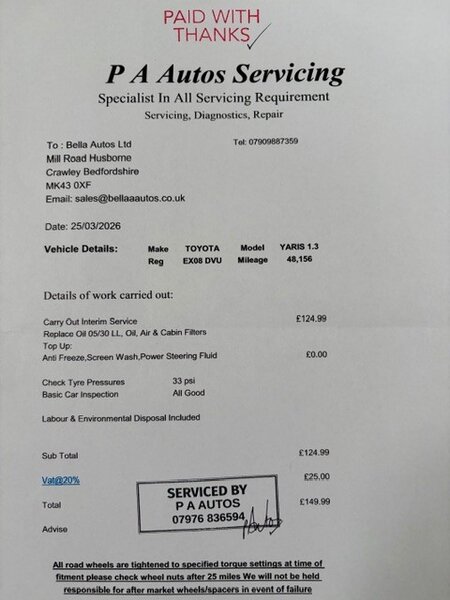 PAID WITH
THANKS
P A Autos Servicing
Specialist In All Servicing Requirement
Servicing, Diagnostics, Repair
To : Bella Autos Ltd Tel: 07909887359
Mill Road Husborne
Crawley Bedfordshire
MK43 0XF
Email: sales@bellaaautos.co.uk
Date: 25/03/2026
Vehicle Details: Make TOYOTA Model YARIS 1.3
Reg EX08 DVU Mileage 48,156
Details of work carried out:
Carry Out Interim Service £124.99
Replace Oil 05/30 LL, Oil, Air & Cabin Filters
Top Up:
Anti Freeze,Screen Wash,Power Steering Fluid £0.00
Check Tyre Pressures 33 psi
Basic Car Inspection All Good
Labour & Environmental Disposal Included
Sub Total £124.99
Vat@20% £25.00
Total £149.99
SERVICED BY
P A AUTOS
07976 836594
Advise
All road wheels are tightened to specified torque settings at time of
fitment please check wheel nuts after 25 miles We will not be held
responsible for after market wheels/spacers in event of failure